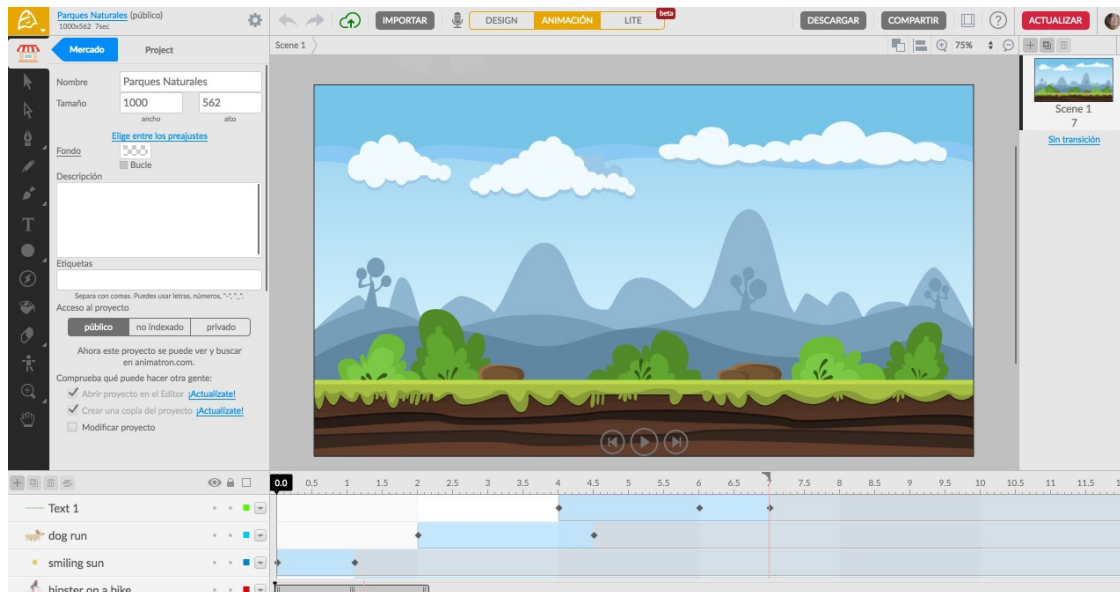 Parques Naturales (público)
1000x562 7sec
IMPORTAR
DESIGN ANIMACIÓN LITE beta
DESCARGAR COMPARTIR ? ACTUALIZAR
Mercado Project
Scene 1
75%
Nombre Parques Naturales
Tamaño 1000 562
ancho alto
Elige entre los preajustes
Fondo
Bucle
Descripción
Etiquetas
Separa con comas. Puedes usar letras, números, "-", "_".
Acceso al proyecto
público no indexado privado
Ahora este proyecto se puede ver y buscar
en animatron.com.
Comprueba qué puede hacer otra gente:
Abrir proyecto en el Editor ¡Actualízate!
Crear una copia del proyecto ¡Actualízate!
Modificar proyecto
Scene 1
7
Sin transición
0.0 0.5 1 1.5 2 2.5 3 3.5 4 4.5 5 5.5 6 6.5 7.5 8 8.5 9 9.5 10 10.5 11 11.5
Text 1
dog run
smiling sun
hipster on a bike